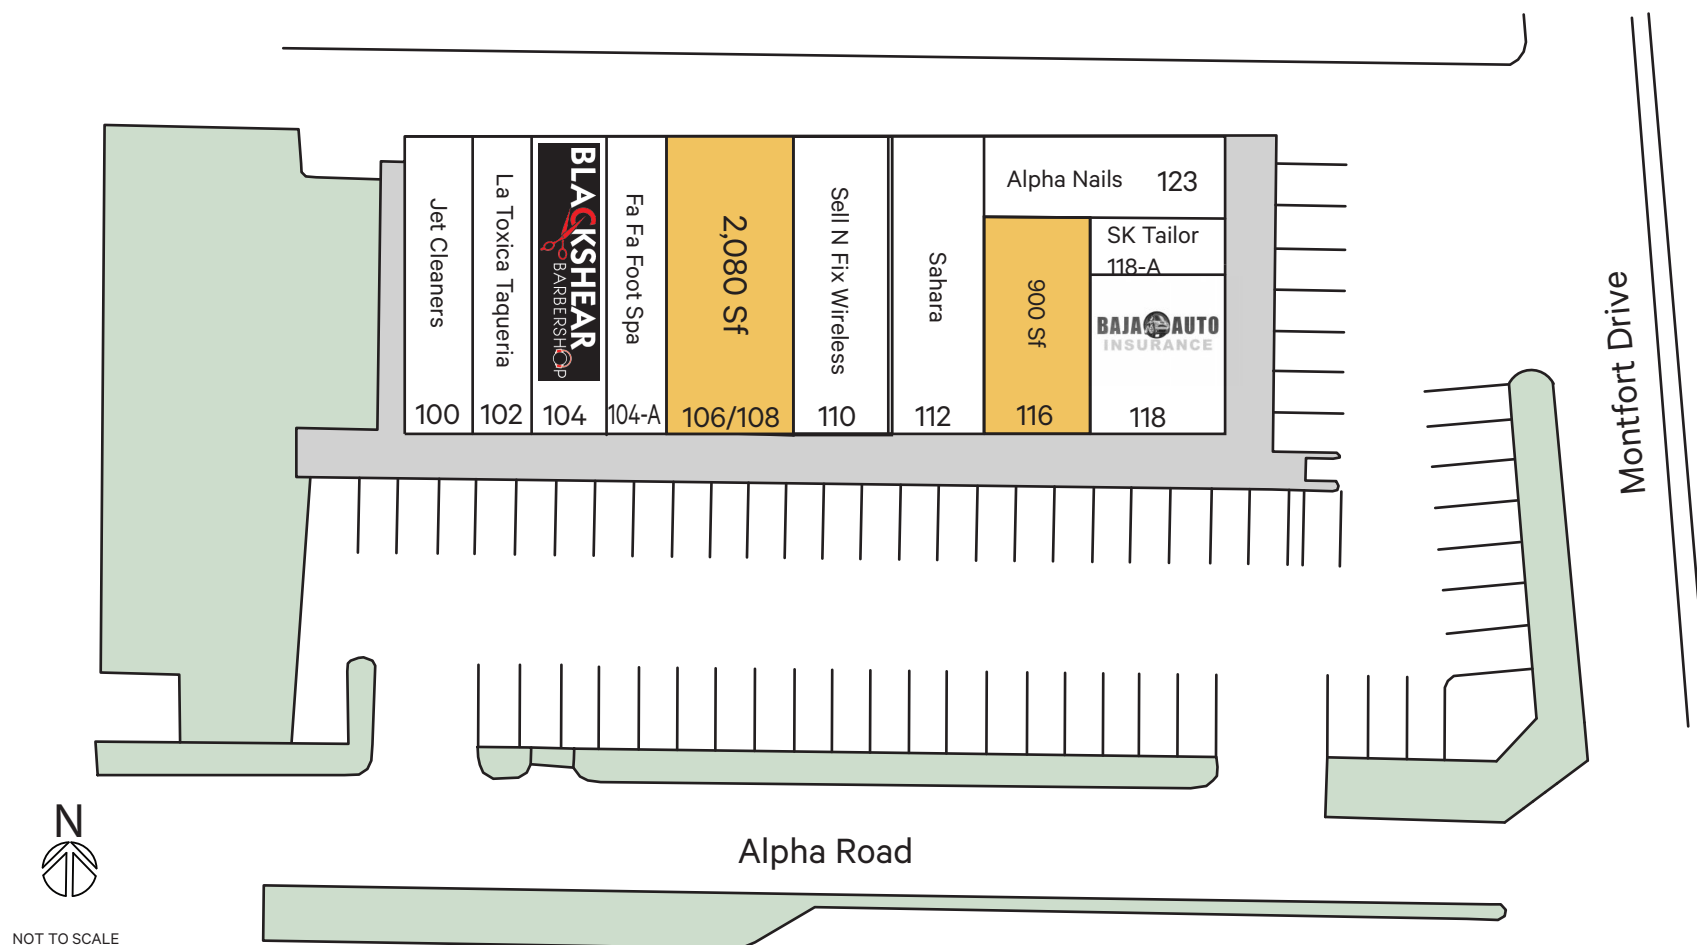 Jet Cleaners
100
La Toxica Taqueria
102
BLACKSHEAR
BARBERSHOP
104
Fa Fa Foot Spa
104-A
2,080 Sf
106/108
Sell N Fix Wireless
110
Sahara
112
Alpha Nails 123
900 Sf
116
SK Tailor
118-A
BAJA AUTO
INSURANCE
118
Montfort Drive
Alpha Road
N
NOT TO SCALE